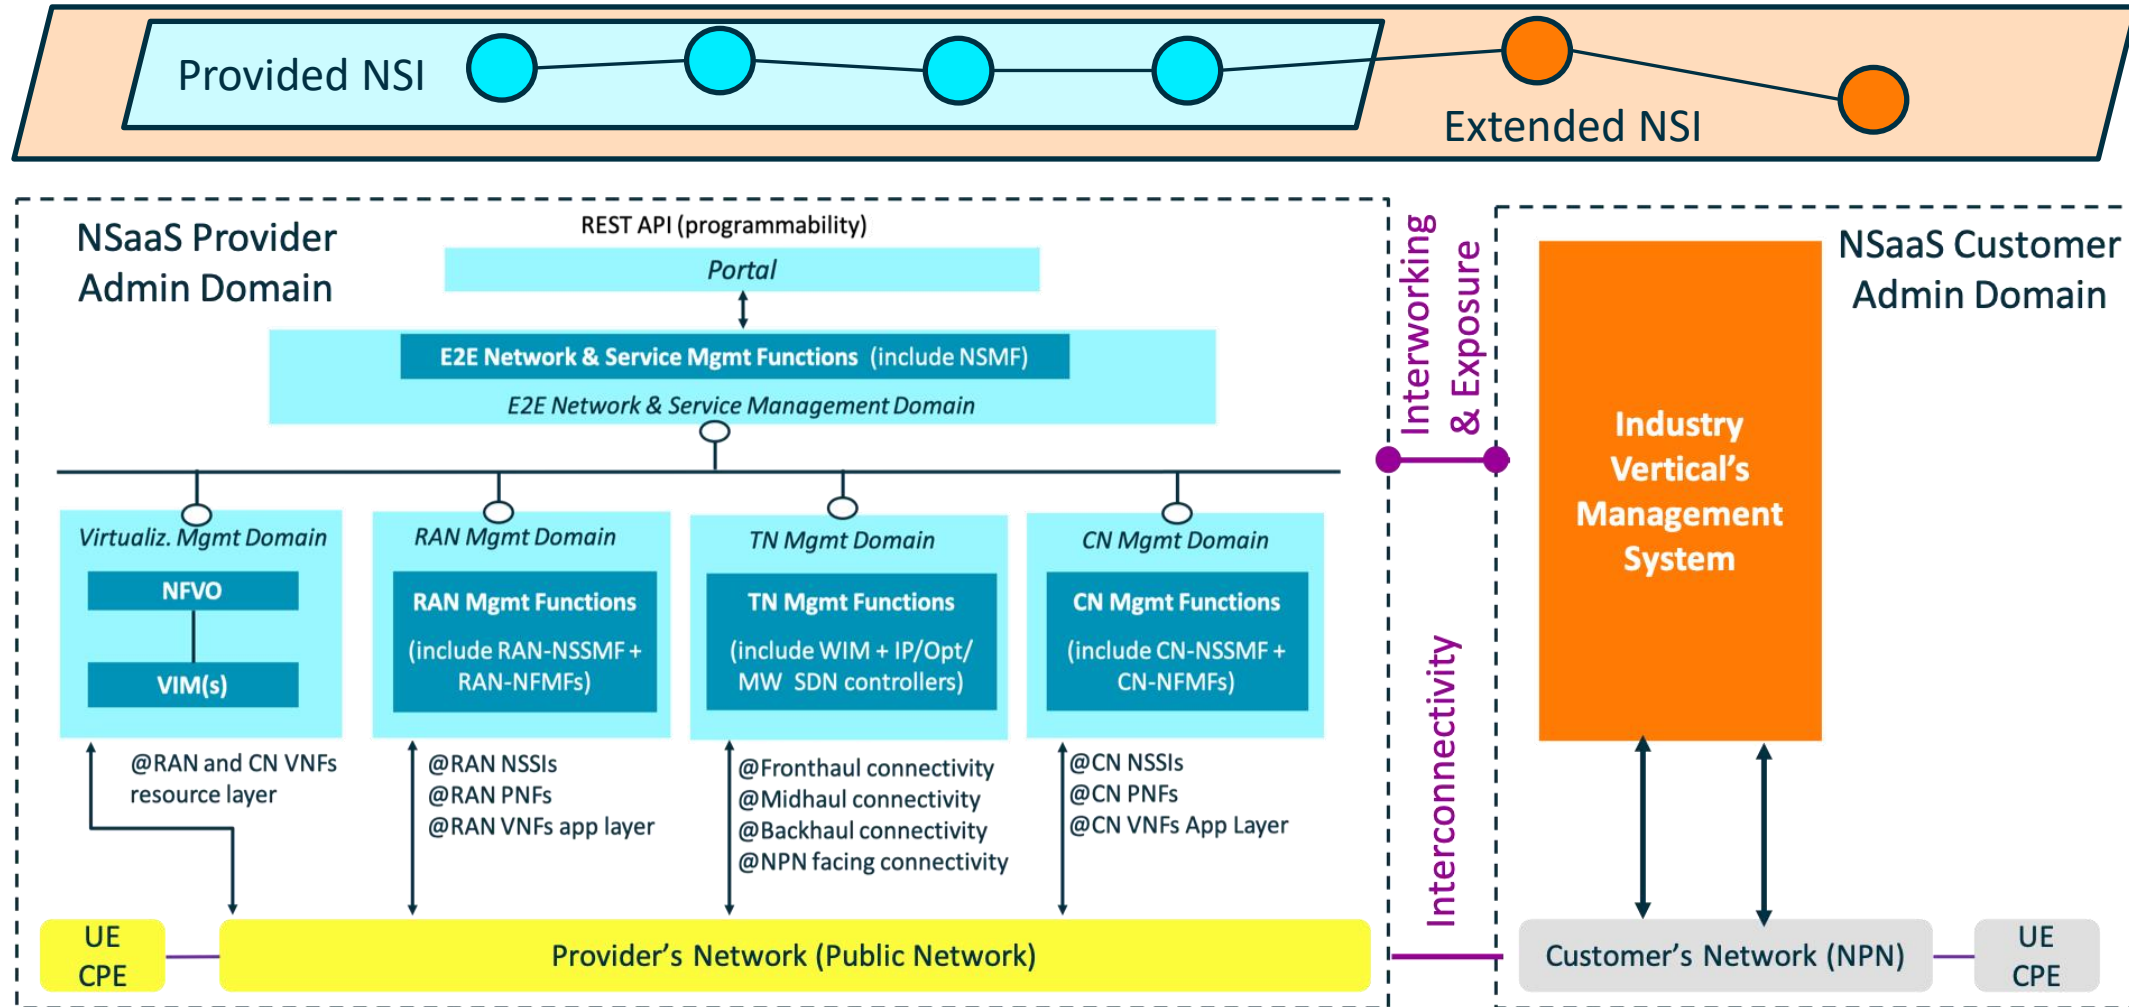 Provided NSI
Extended NSI
NSaaS Provider
Admin Domain
REST API (programmability)
Portal
E2E Network & Service Mgmt Functions (include NSMF)
E2E Network & Service Management Domain
Virtualiz. Mgmt Domain
NFVO
VIM(s)
RAN Mgmt Domain
RAN Mgmt Functions
(include RAN-NSSMF +
RAN-NFMFs)
TN Mgmt Domain
TN Mgmt Functions
(include WIM + IP/Opt/
MW SDN controllers)
CN Mgmt Domain
CN Mgmt Functions
(include CN-NSSMF +
CN-NFMFs)
@RAN and CN VNFs
resource layer
@RAN NSSIs
@RAN PNFs
@RAN VNFs app layer
@Fronthaul connectivity
@Midhaul connectivity
@Backhaul connectivity
@NPN facing connectivity
@CN NSSIs
@CN PNFs
@CN VNFs App Layer
UE
CPE
Provider’s Network (Public Network)
Interworking
& Exposure
Interconnectivity
NSaaS Customer
Admin Domain
Industry
Vertical’s
Management
System
Customer’s Network (NPN)
UE
CPE